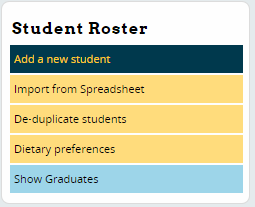 Student Roster
Add a new student
Import from Spreadsheet
De-duplicate students
Dietary preferences
Show Graduates